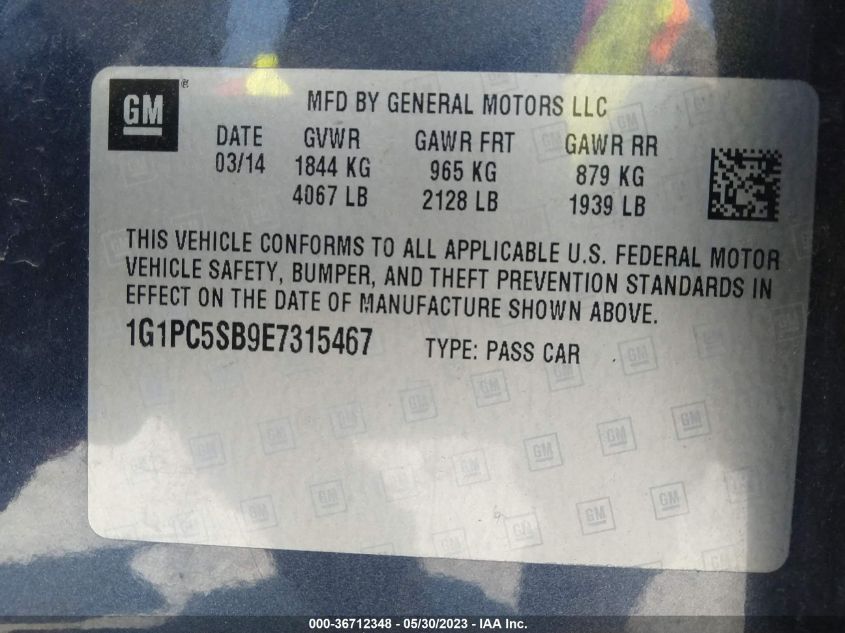 GM ®
MFD BY GENERAL MOTORS LLC
DATE GVWR GAWR FRT GAWR RR
03/14 1844 KG 965 KG 879 KG
4067 LB 2128 LB 1939 LB
THIS VEHICLE CONFORMS TO ALL APPLICABLE U.S. FEDERAL MOTOR
VEHICLE SAFETY, BUMPER, AND THEFT PREVENTION STANDARDS IN
EFFECT ON THE DATE OF MANUFACTURE SHOWN ABOVE.
1G1PC5SB9E7315467 TYPE: PASS CAR
000-36712348 - 05/30/2023 - IAA Inc.